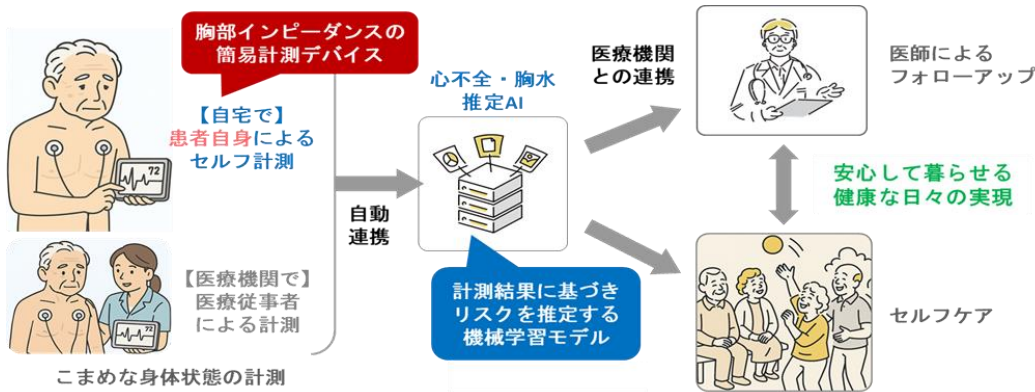 胸部インピーダンスの
簡易計測デバイス
【自宅で】
患者自身による
セルフ計測
72
【医療機関で】
医療従事者
による計測
72
こまめな身体状態の計測
自動
連携
心不全・胸水
推定AI
計測結果に基づき
リスクを推定する
機械学習モデル
医療機関
との連携
医師による
フォローアップ
安心して暮らせる
健康な日々の実現
セルフケア